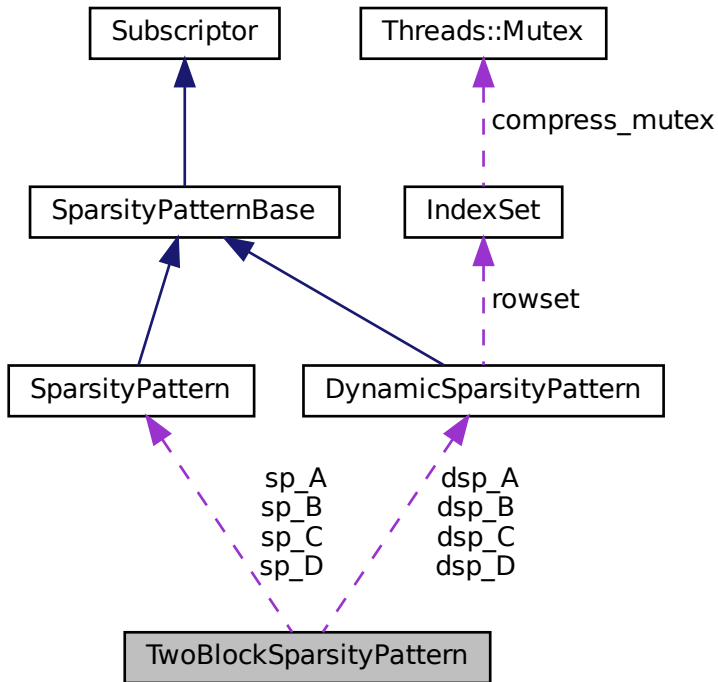 Subscriptor
Threads::Mutex
compress_mutex
SparsityPatternBase
IndexSet
rowset
SparsityPattern
DynamicSparsityPattern
sp_A
sp_B
sp_C
sp_D
dsp_A
dsp_B
dsp_C
dsp_D
TwoBlockSparsityPattern